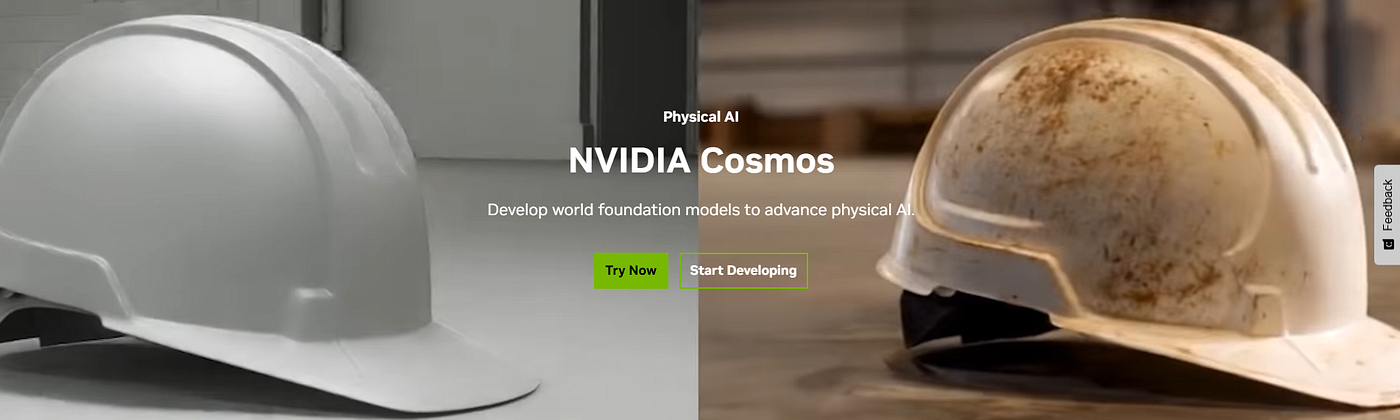 Physical AI
NVIDIA Cosmos
Develop world foundation models to advance physical AI.
Try Now
Start Developing
Feedback